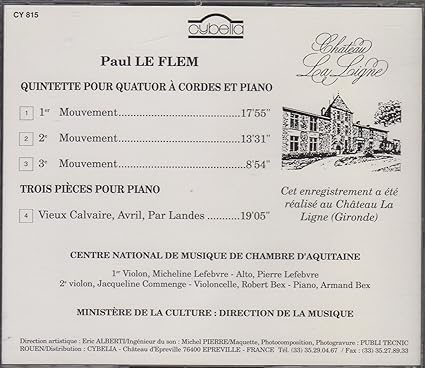 CY 815
cybelia
Château
La Ligne
Paul LE FLEM
QUINTETTE POUR QUATUOR À CORDES ET PIANO
1 1er Mouvement..............................17'55"
2 2e Mouvement..............................13'31"
3 3e Mouvement................................8'54"
TROIS PIÈCES POUR PIANO
4 Vieux Calvaire, Avril, Par Landes .........19'05"
Cet enregistrement a été
réalisé au Château La
Ligne (Gironde)
CENTRE NATIONAL DE MUSIQUE DE CHAMBRE D'AQUITAINE
1er Violon, Micheline Lefebvre - Alto, Pierre Lefebvre
2e violon, Jacqueline Commenge - Violoncelle, Robert Bex - Piano, Armand Bex
MINISTÈRE DE LA CULTURE : DIRECTION DE LA MUSIQUE
Direction artistique : Eric ALBERTI/Ingénieur du son : Michel PIERRE/Maquette, Photocomposition, Photogravure : PUBLI TECNIC
ROUEN/Distribution : CYBELIA - Château d'Epreville 76400 EPREVILLE - FRANCE Tél. (33) 35.29.04.67 / Fax : (33) 35.27.89.33